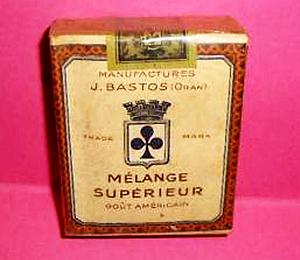 MANUFACTURES
J. BASTOS (ORAN)
TRADE MARK
MÉLANGE
SUPÉRIEUR
GOÛT AMÉRICAIN